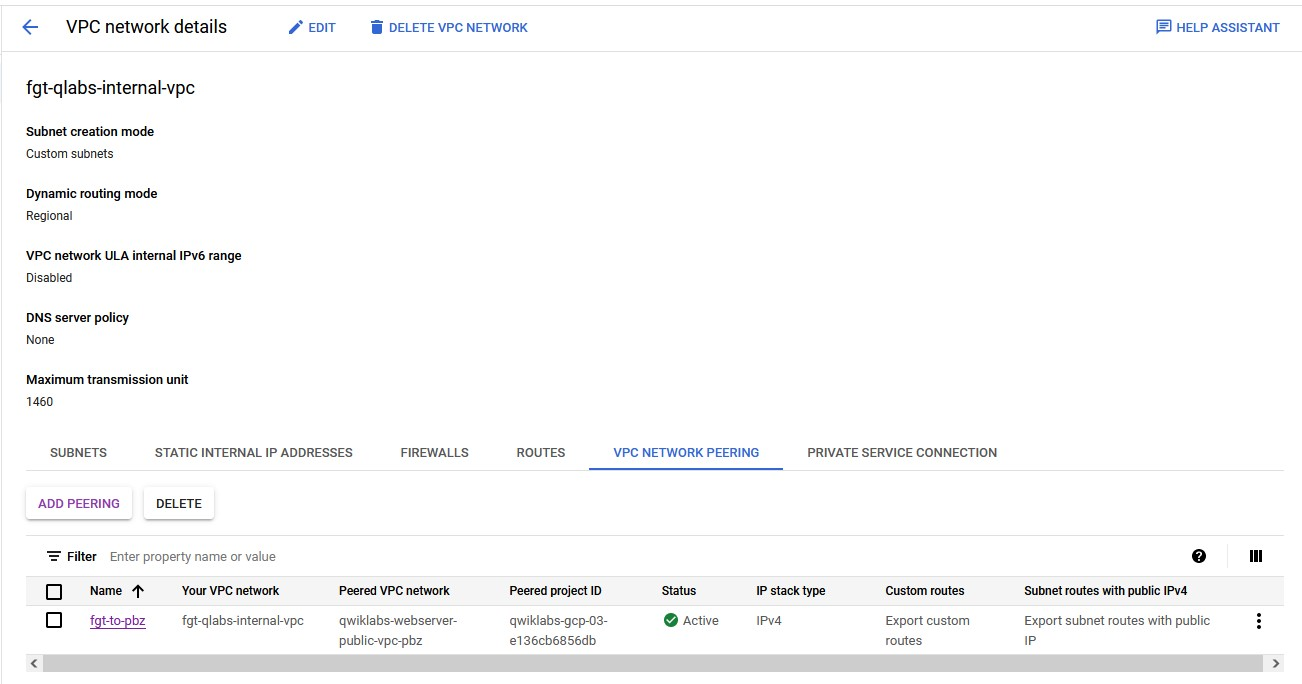 VPC network details
EDIT
DELETE VPC NETWORK
HELP ASSISTANT
fgt-qlabs-internal-vpc
Subnet creation mode
Custom subnets
Dynamic routing mode
Regional
VPC network ULA internal IPv6 range
Disabled
DNS server policy
None
Maximum transmission unit
1460
SUBNETS
STATIC INTERNAL IP ADDRESSES
FIREWALLS
ROUTES
VPC NETWORK PEERING
PRIVATE SERVICE CONNECTION
ADD PEERING
DELETE
Filter Enter property name or value
Name
Your VPC network
Peered VPC network
Peered project ID
Status
IP stack type
Custom routes
Subnet routes with public IPv4
fgt-to-pbz
fgt-qlabs-internal-vpc
qwiklabs-webserver-
public-vpc-pbz
qwiklabs-gcp-03-
e136cb6856db
Active
IPv4
Export custom
routes
Export subnet routes with public
IP